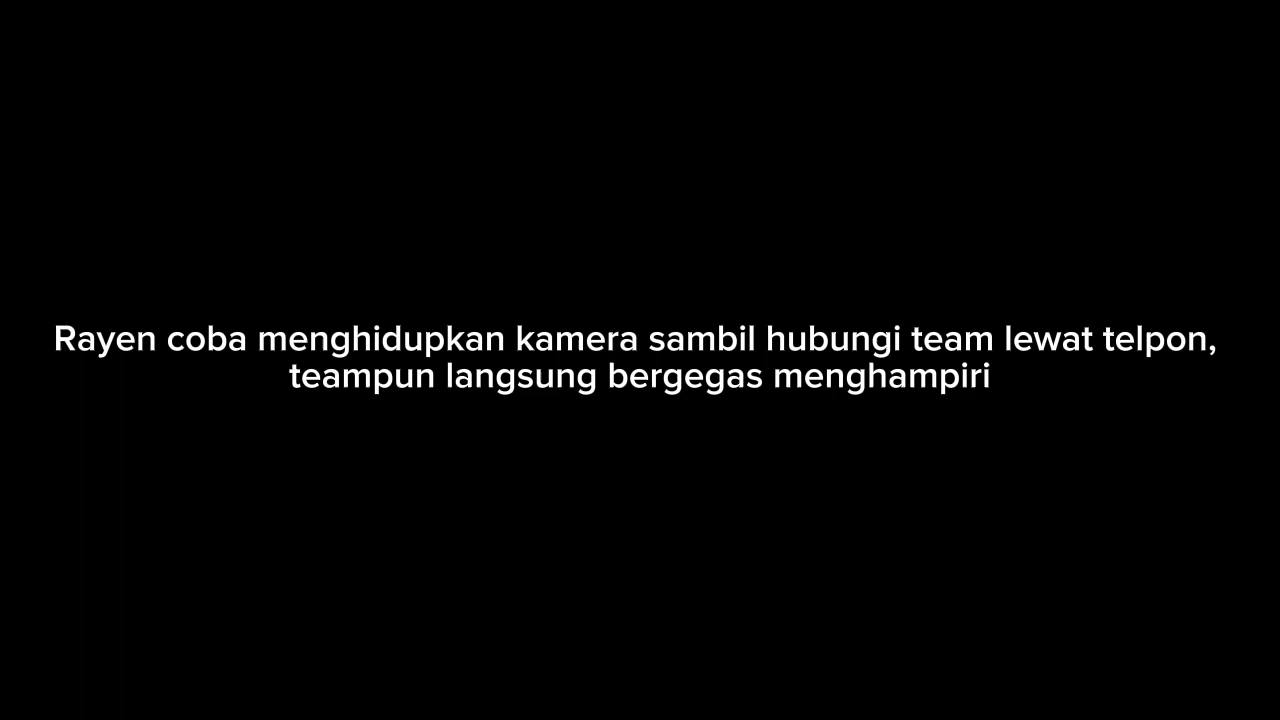 Rayen coba menghidupkan kamera sambil hubungi team lewat telpon,
teampun langsung bergegas menghampiri